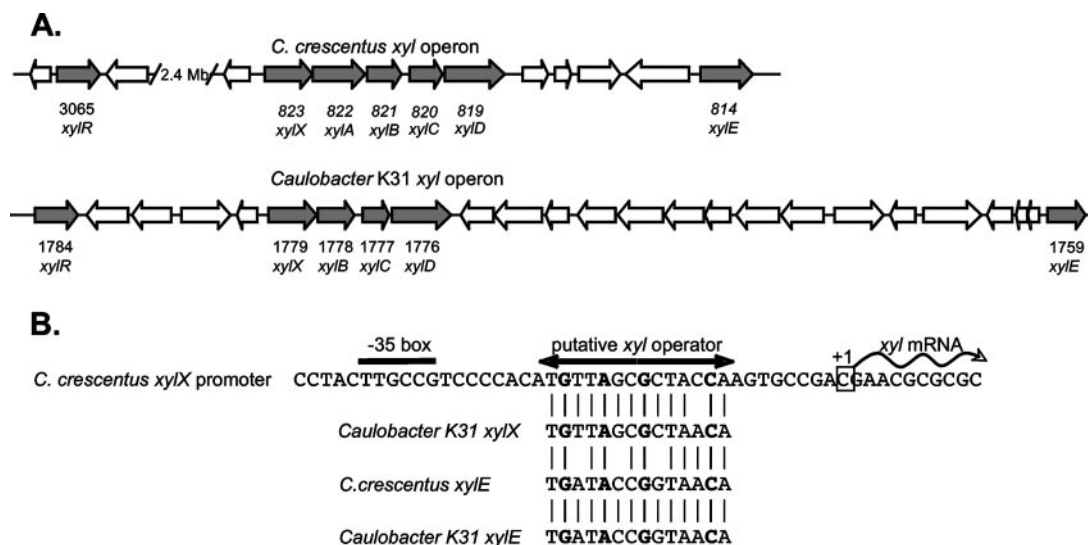 A.
C. crescentus xyl operon
2.4 Mb
3065 823 822 821 820 819 814
xylR xylX xylA xylB xylC xylD xylE
Caulobacter K31 xyl operon
1784 1779 1778 1777 1776 1759
xylR xylX xylB xylC xylD xylE
B.
-35 box putative xyl operator +1 xyl mRNA
C. crescentus xylX promoter CCTACTTGCCGTCCCCACATGTTAGCGCTACCAAGTGCCGACGAACGCGCGC
Caulobacter K31 xylX TGTTAGCGCTAACA
C.crescentus xylE TGATACCGGTAACA
Caulobacter K31 xylE TGATACCGGTAACA